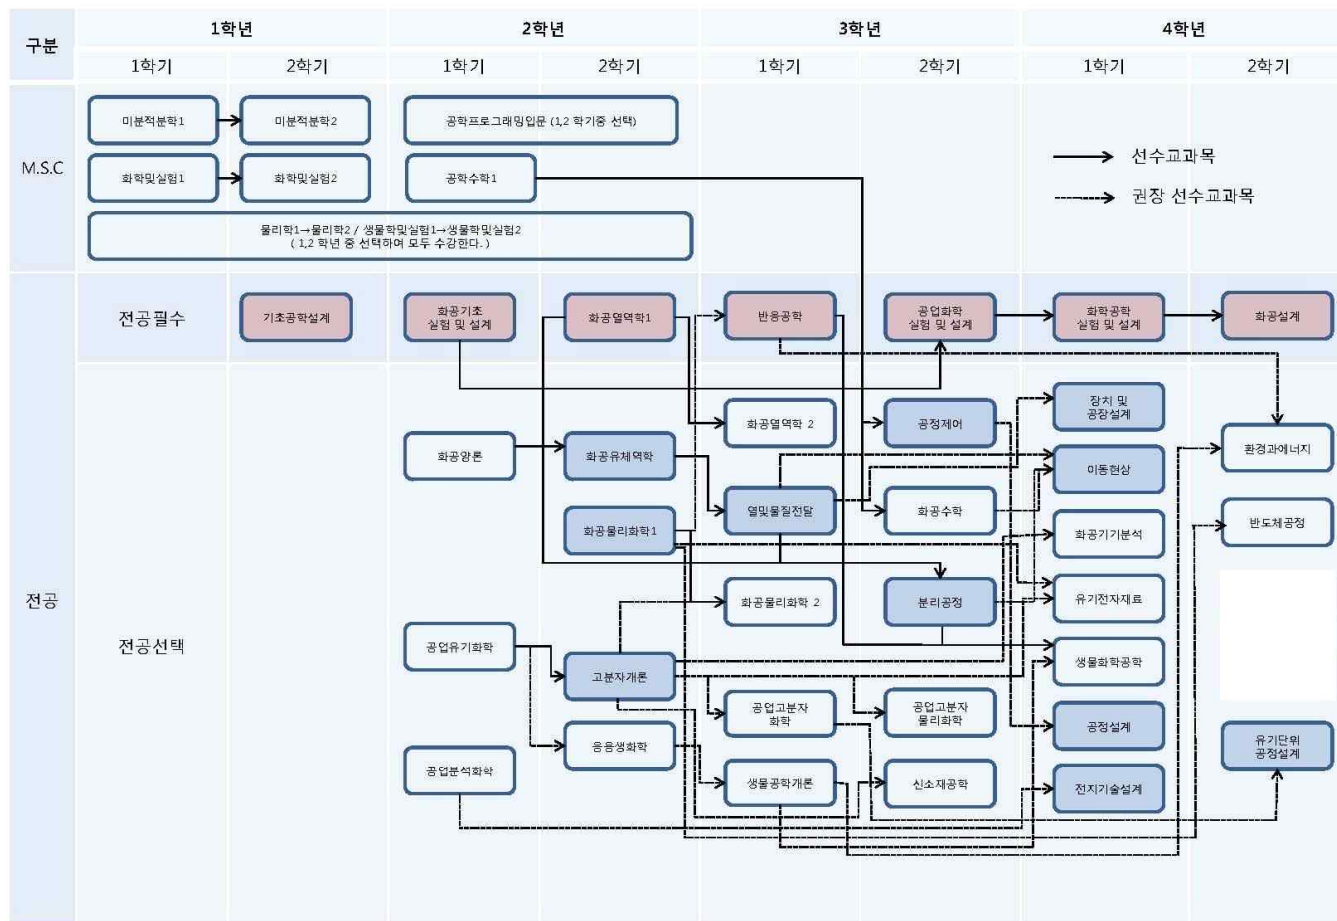 구분
1학년
2학년
3학년
4학년
1학기
2학기
1학기
2학기
1학기
2학기
1학기
2학기
M.S.C
미분적분학1
미분적분학2
공학프로그래밍입문 (1,2 학기중 선택)
화학및실험1
화학및실험2
공학수학1
물리학1→물리학2 / 생물학및실험1→생물학및실험2
( 1,2 학년 중 선택하여 모두 수강한다. )
선수교과목
권장 선수교과목
전공
전공필수
기초공학설계
화공기초
실험 및 설계
화공열역학1
반응공학
공업화학
실험 및 설계
화학공학
실험 및 설계
화공설계
전공선택
화공양론
공업유기화학
공업분석화학
화공유체역학
화공물리화학1
고분자개론
응용생화학
화공열역학 2
열및물질전달
화공물리화학 2
공업고분자
화학
생물공학개론
공정제어
화공수학
분리공정
공업고분자
물리화학
신소재공학
장치 및
공장설계
이동현상
화공기기분석
유기전자재료
생물화학공학
공정설계
전지기술설계
환경과에너지
반도체공정
유기단위
공정설계